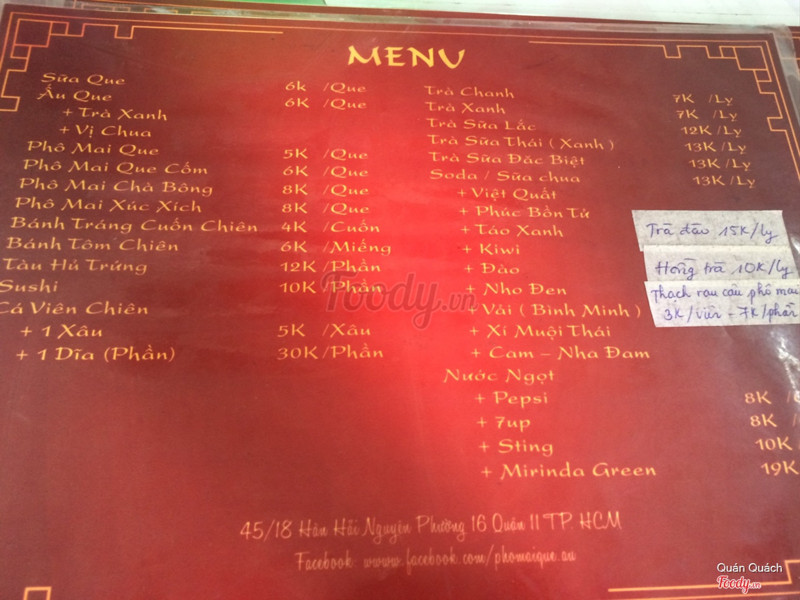 MENU
Sữa Que 6k /Que
Ấu Que 6K /Que
+ Trà Xanh
+ Vị Chua
Phô Mai Que 5K /Que
Phô Mai Que Cốm 6K /Que
Phô Mai Chà Bông 8K /Que
Phô Mai Xúc Xích 8K /Que
Bánh Tráng Cuốn Chiên 4K /Cuốn
Bánh Tôm Chiên 6K /Miếng
Tàu Hủ Trứng 12K /Phần
Sushi 10K /Phần
Cá Viên Chiên
+ 1 Xâu 5K /Xâu
+ 1 Dĩa (Phần) 30K /Phần
Trà Chanh 7K /Ly
Trà Xanh 7K /Ly
Trà Sữa Lắc 12K /Ly
Trà Sữa Thái ( Xanh ) 13K /Ly
Trà Sữa Đặc Biệt 13K /Ly
Soda / Sữa chua 13K /Ly
+ Việt Quất
+ Phúc Bồn Tử
+ Táo Xanh
+ Kiwi
+ Đào
+ Nho Đen
+ Vải ( Bình Minh )
+ Xí Muội Thái
+ Cam – Nha Đam
Nước Ngọt
+ Pepsi 8K
+ 7up 8K /
+ Sting 10K
+ Mirinda Green 19K
Trà đào 15K/ly
Hồng trà 10K/ly
Thạch rau câu phô mai
3K/viên - 7K/phần
45/18 Hàn Hải Nguyên Phường 16 Quận 11 TP HCM
Facebook: www.facebook.com/phomaique.au
Foody.vn
Quán Quách
Foody.vn